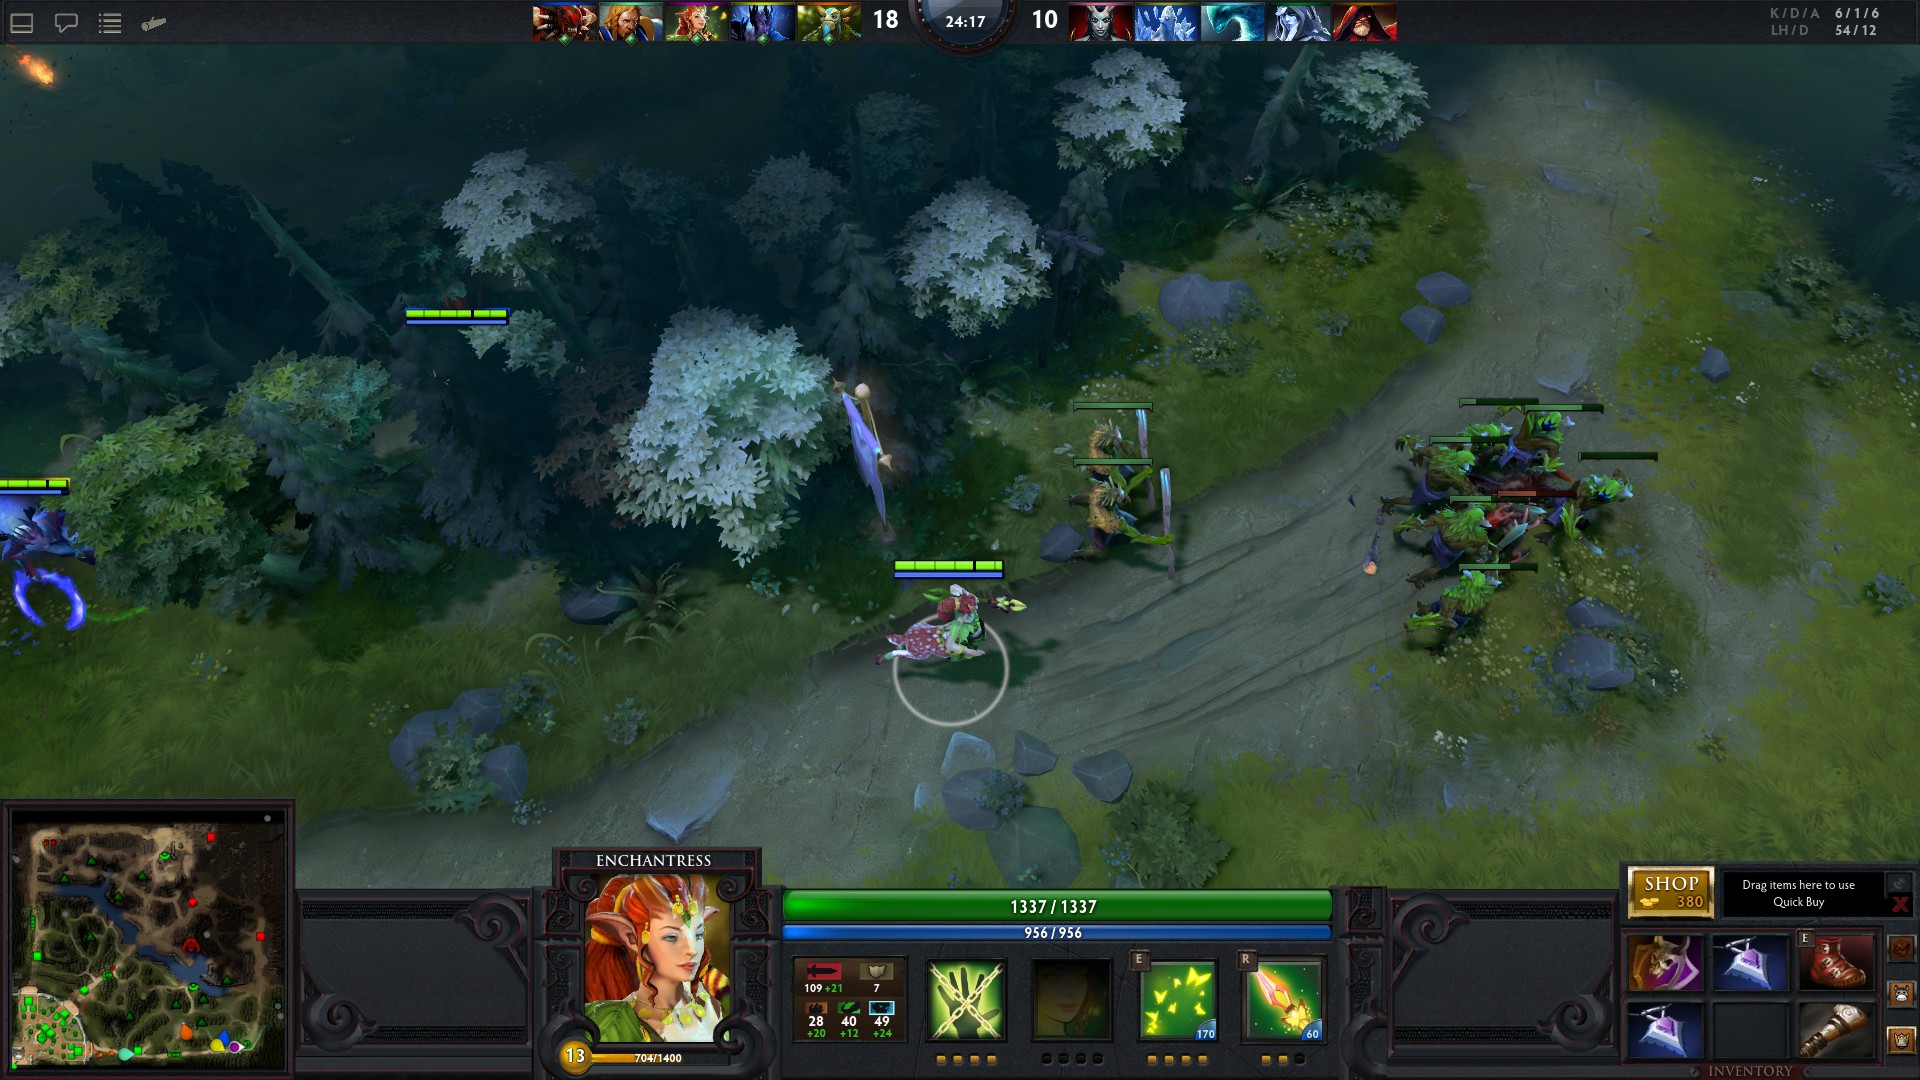 18
24:17
10
K/D/A 6/1/6
LH/D 54/12
ENCHANTRESS
13
704/1400
1337 / 1337
956 / 956
109 +21
7
28
40
49
+20
+12
+24
E
170
R
60
SHOP
380
Drag items here to use
Quick Buy
E
INVENTORY